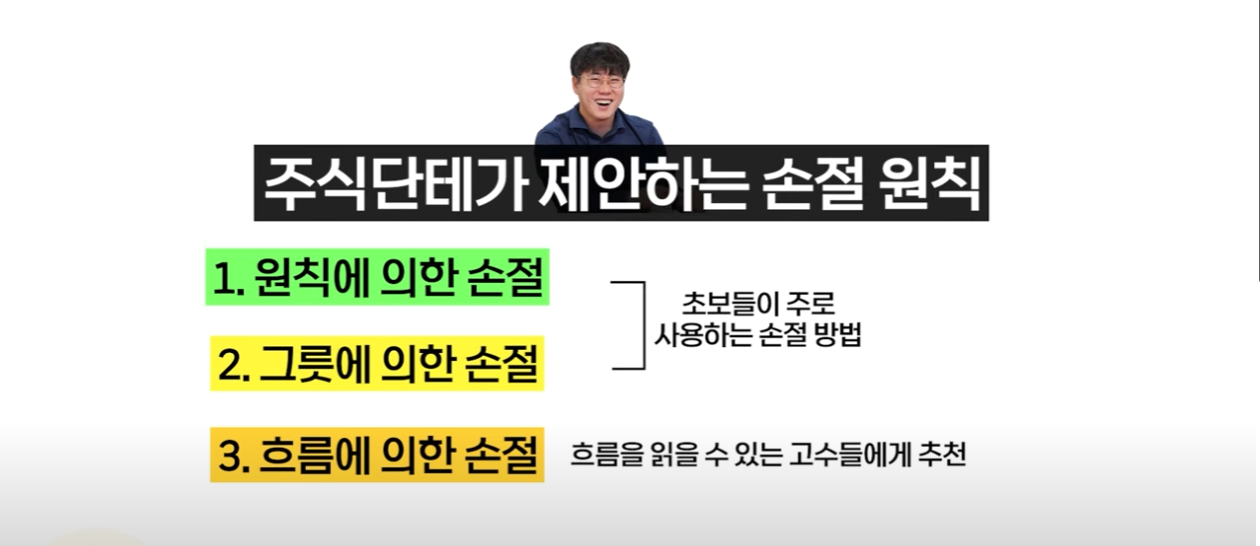 주식단테가 제안하는 손절 원칙
1. 원칙에 의한 손절
초보들이 주로
사용하는 손절 방법
2. 그릇에 의한 손절
3. 흐름에 의한 손절 흐름을 읽을 수 있는 고수들에게 추천